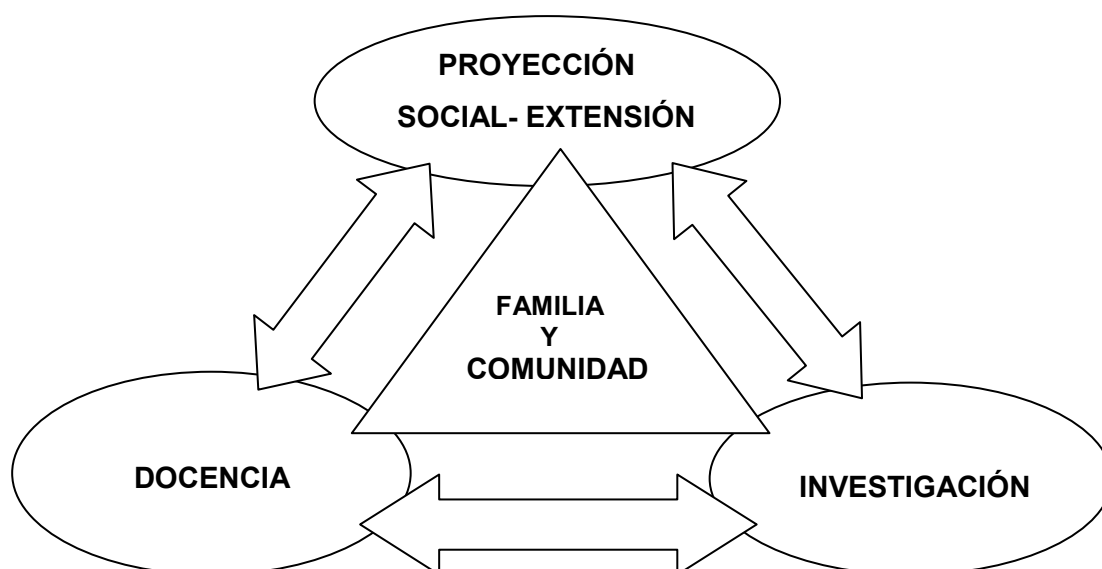 PROYECCIÓN
SOCIAL- EXTENSIÓN
FAMILIA
Y
COMUNIDAD
DOCENCIA
INVESTIGACIÓN